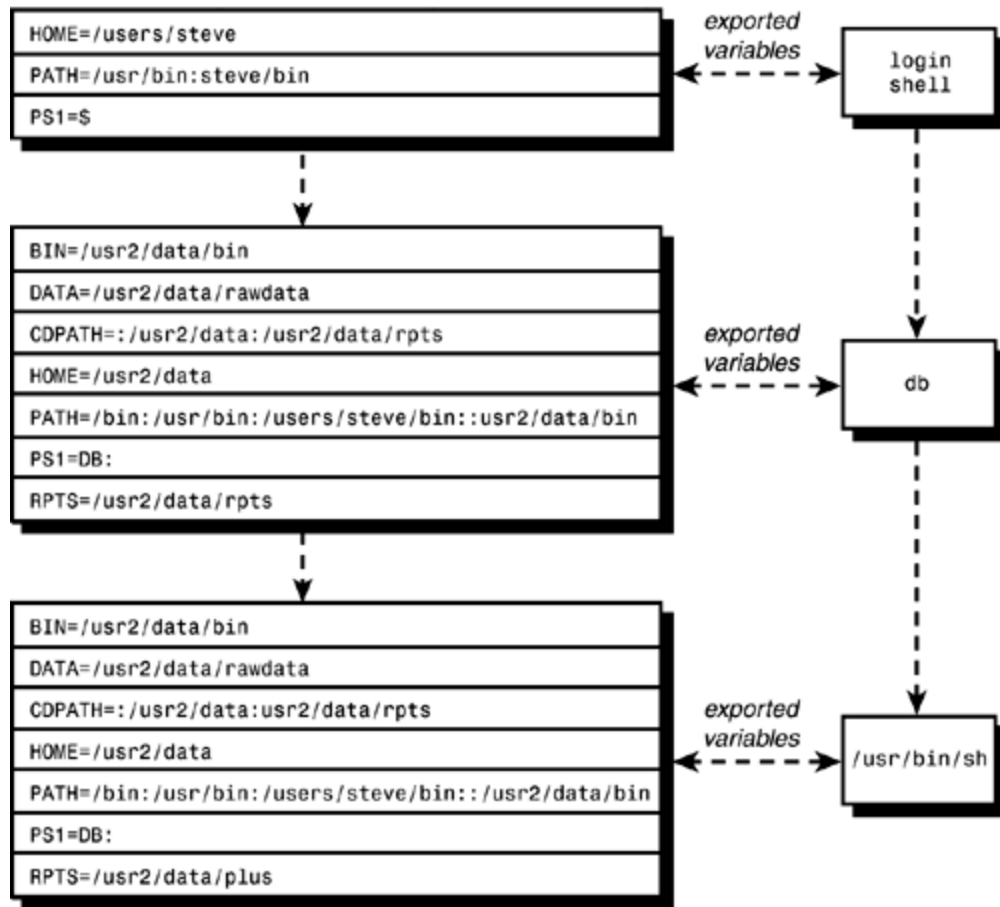 HOME=/users/steve
PATH=/usr/bin:steve/bin
PS1=$
exported
variables
login
shell
BIN=/usr2/data/bin
DATA=/usr2/data/rawdata
CDPATH=:/usr2/data:/usr2/data/rpts
HOME=/usr2/data
PATH=/bin:/usr/bin:/users/steve/bin::usr2/data/bin
PS1=DB:
RPTS=/usr2/data/rpts
exported
variables
db
BIN=/usr2/data/bin
DATA=/usr2/data/rawdata
CDPATH=:/usr2/data:usr2/data/rpts
HOME=/usr2/data
PATH=/bin:/usr/bin:/users/steve/bin::/usr2/data/bin
PS1=DB:
RPTS=/usr2/data/plus
exported
variables
/usr/bin/sh